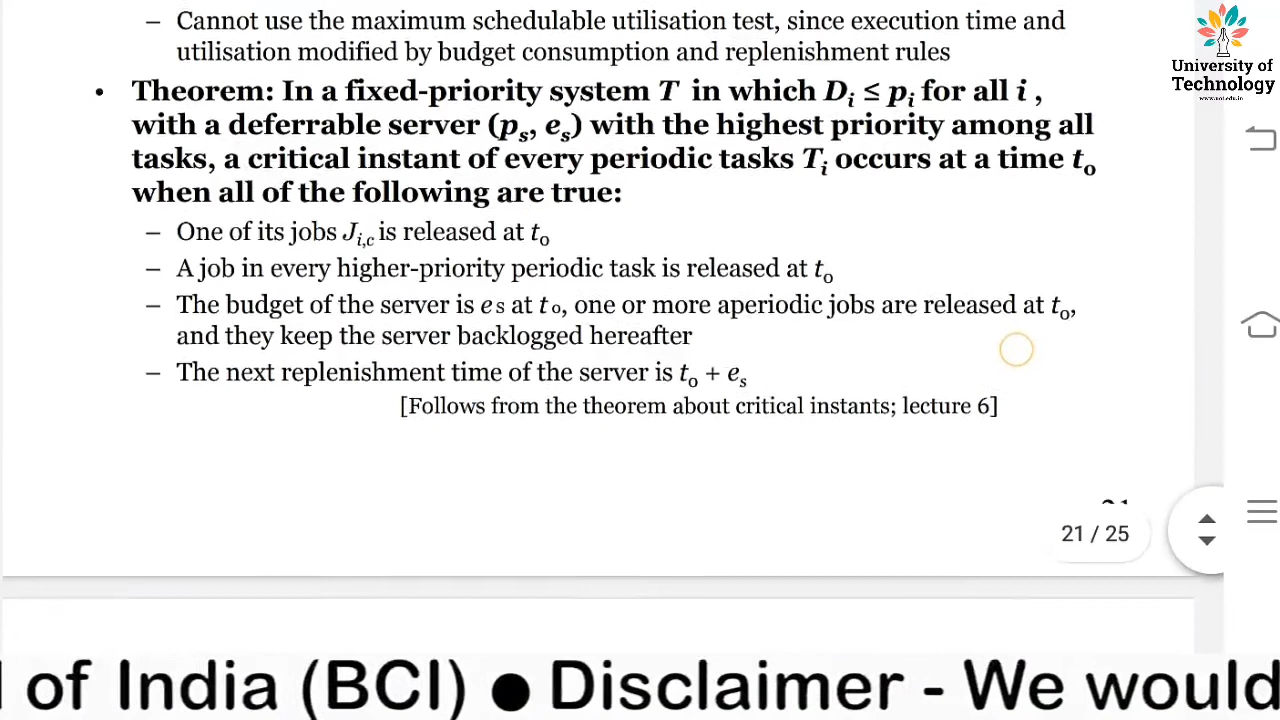 – Cannot use the maximum schedulable utilisation test, since execution time and
utilisation modified by budget consumption and replenishment rules
University of
Technology
www.uot.edu.in
• Theorem: In a fixed-priority system T in which Di ≤ pi for all i ,
with a deferrable server (ps, es) with the highest priority among all
tasks, a critical instant of every periodic tasks Ti occurs at a time to
when all of the following are true:
– One of its jobs Ji,c is released at to
– A job in every higher-priority periodic task is released at to
– The budget of the server is es at to, one or more aperiodic jobs are released at to,
and they keep the server backlogged hereafter
– The next replenishment time of the server is to + es
[Follows from the theorem about critical instants; lecture 6]
21 / 25
of India (BCI) ● Disclaimer - We would